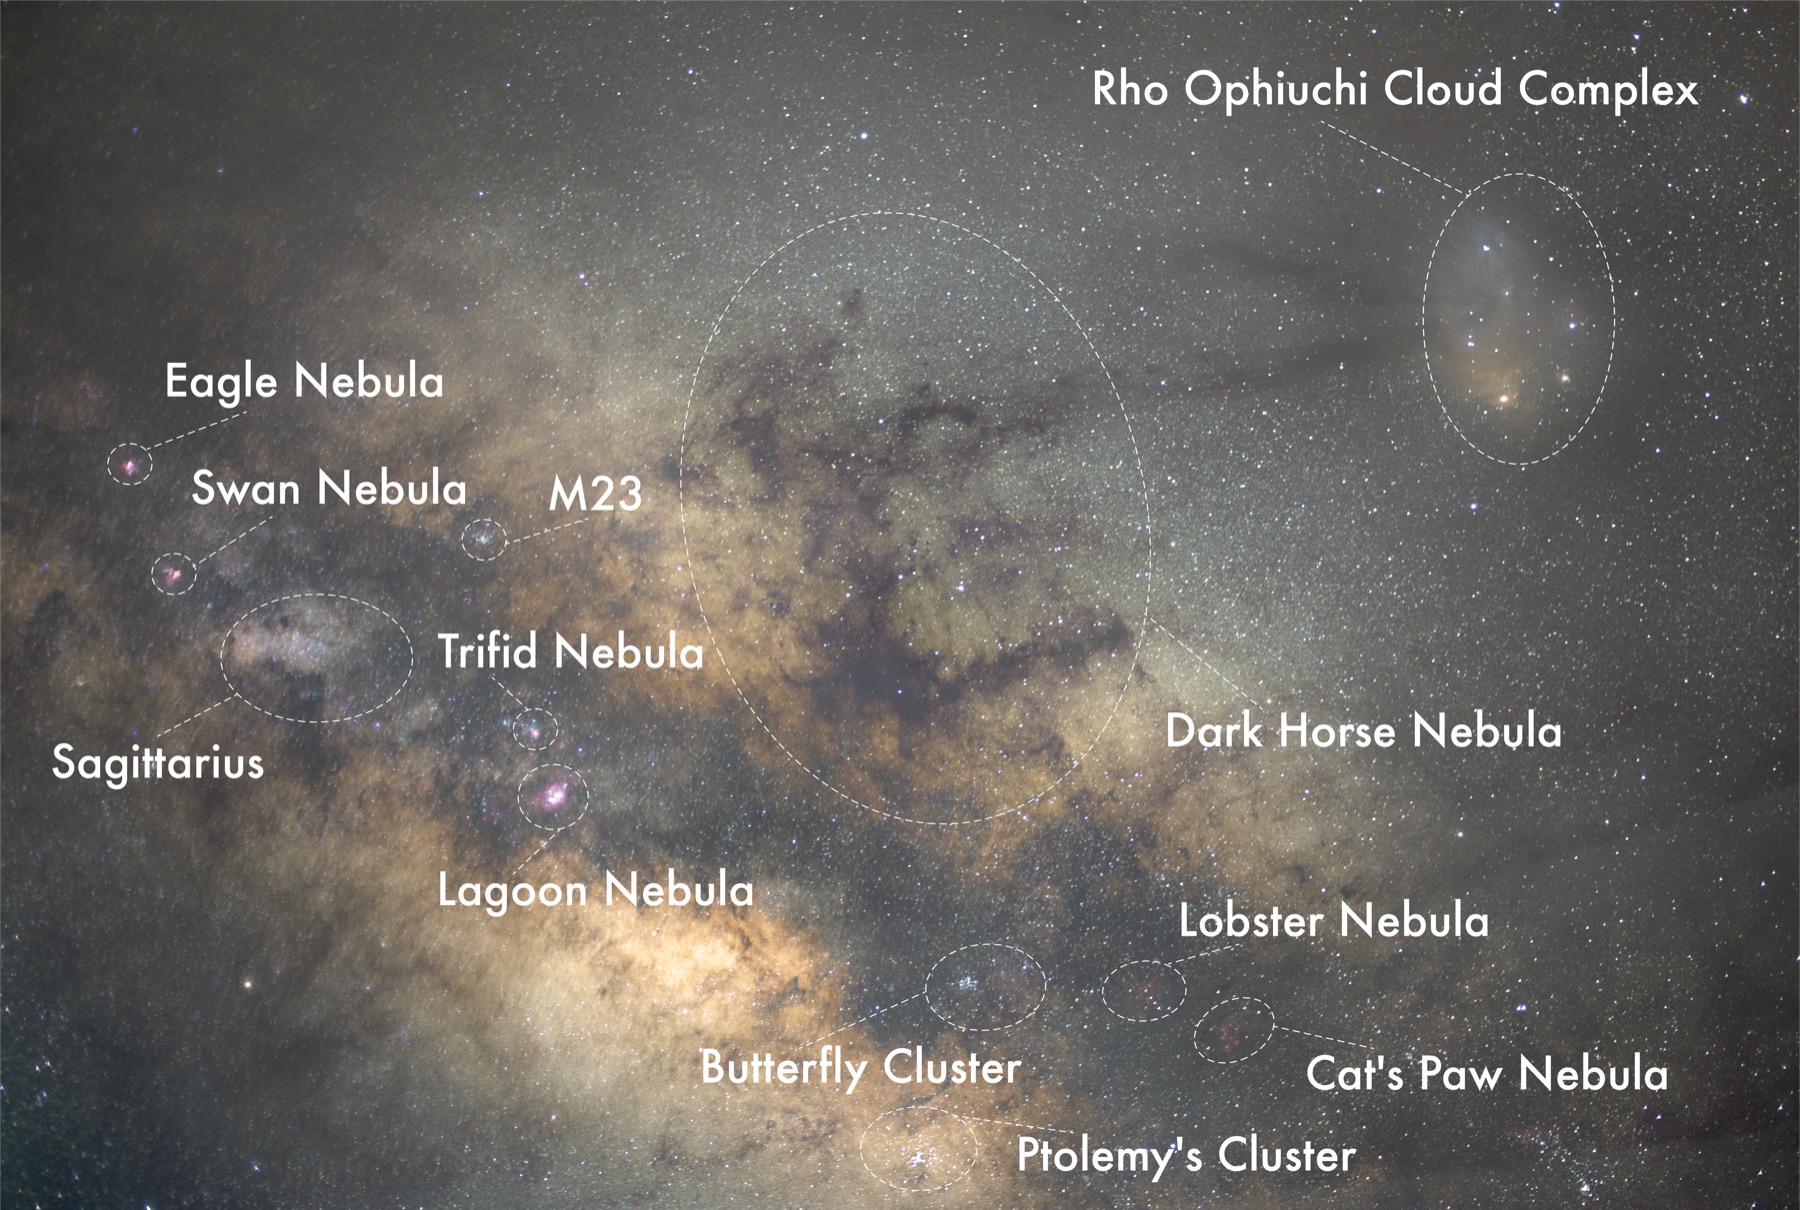 Rho Ophiuchi Cloud Complex
Eagle Nebula
Swan Nebula
M23
Trifid Nebula
Sagittarius
Dark Horse Nebula
Lagoon Nebula
Lobster Nebula
Butterfly Cluster
Cat's Paw Nebula
Ptolemy's Cluster